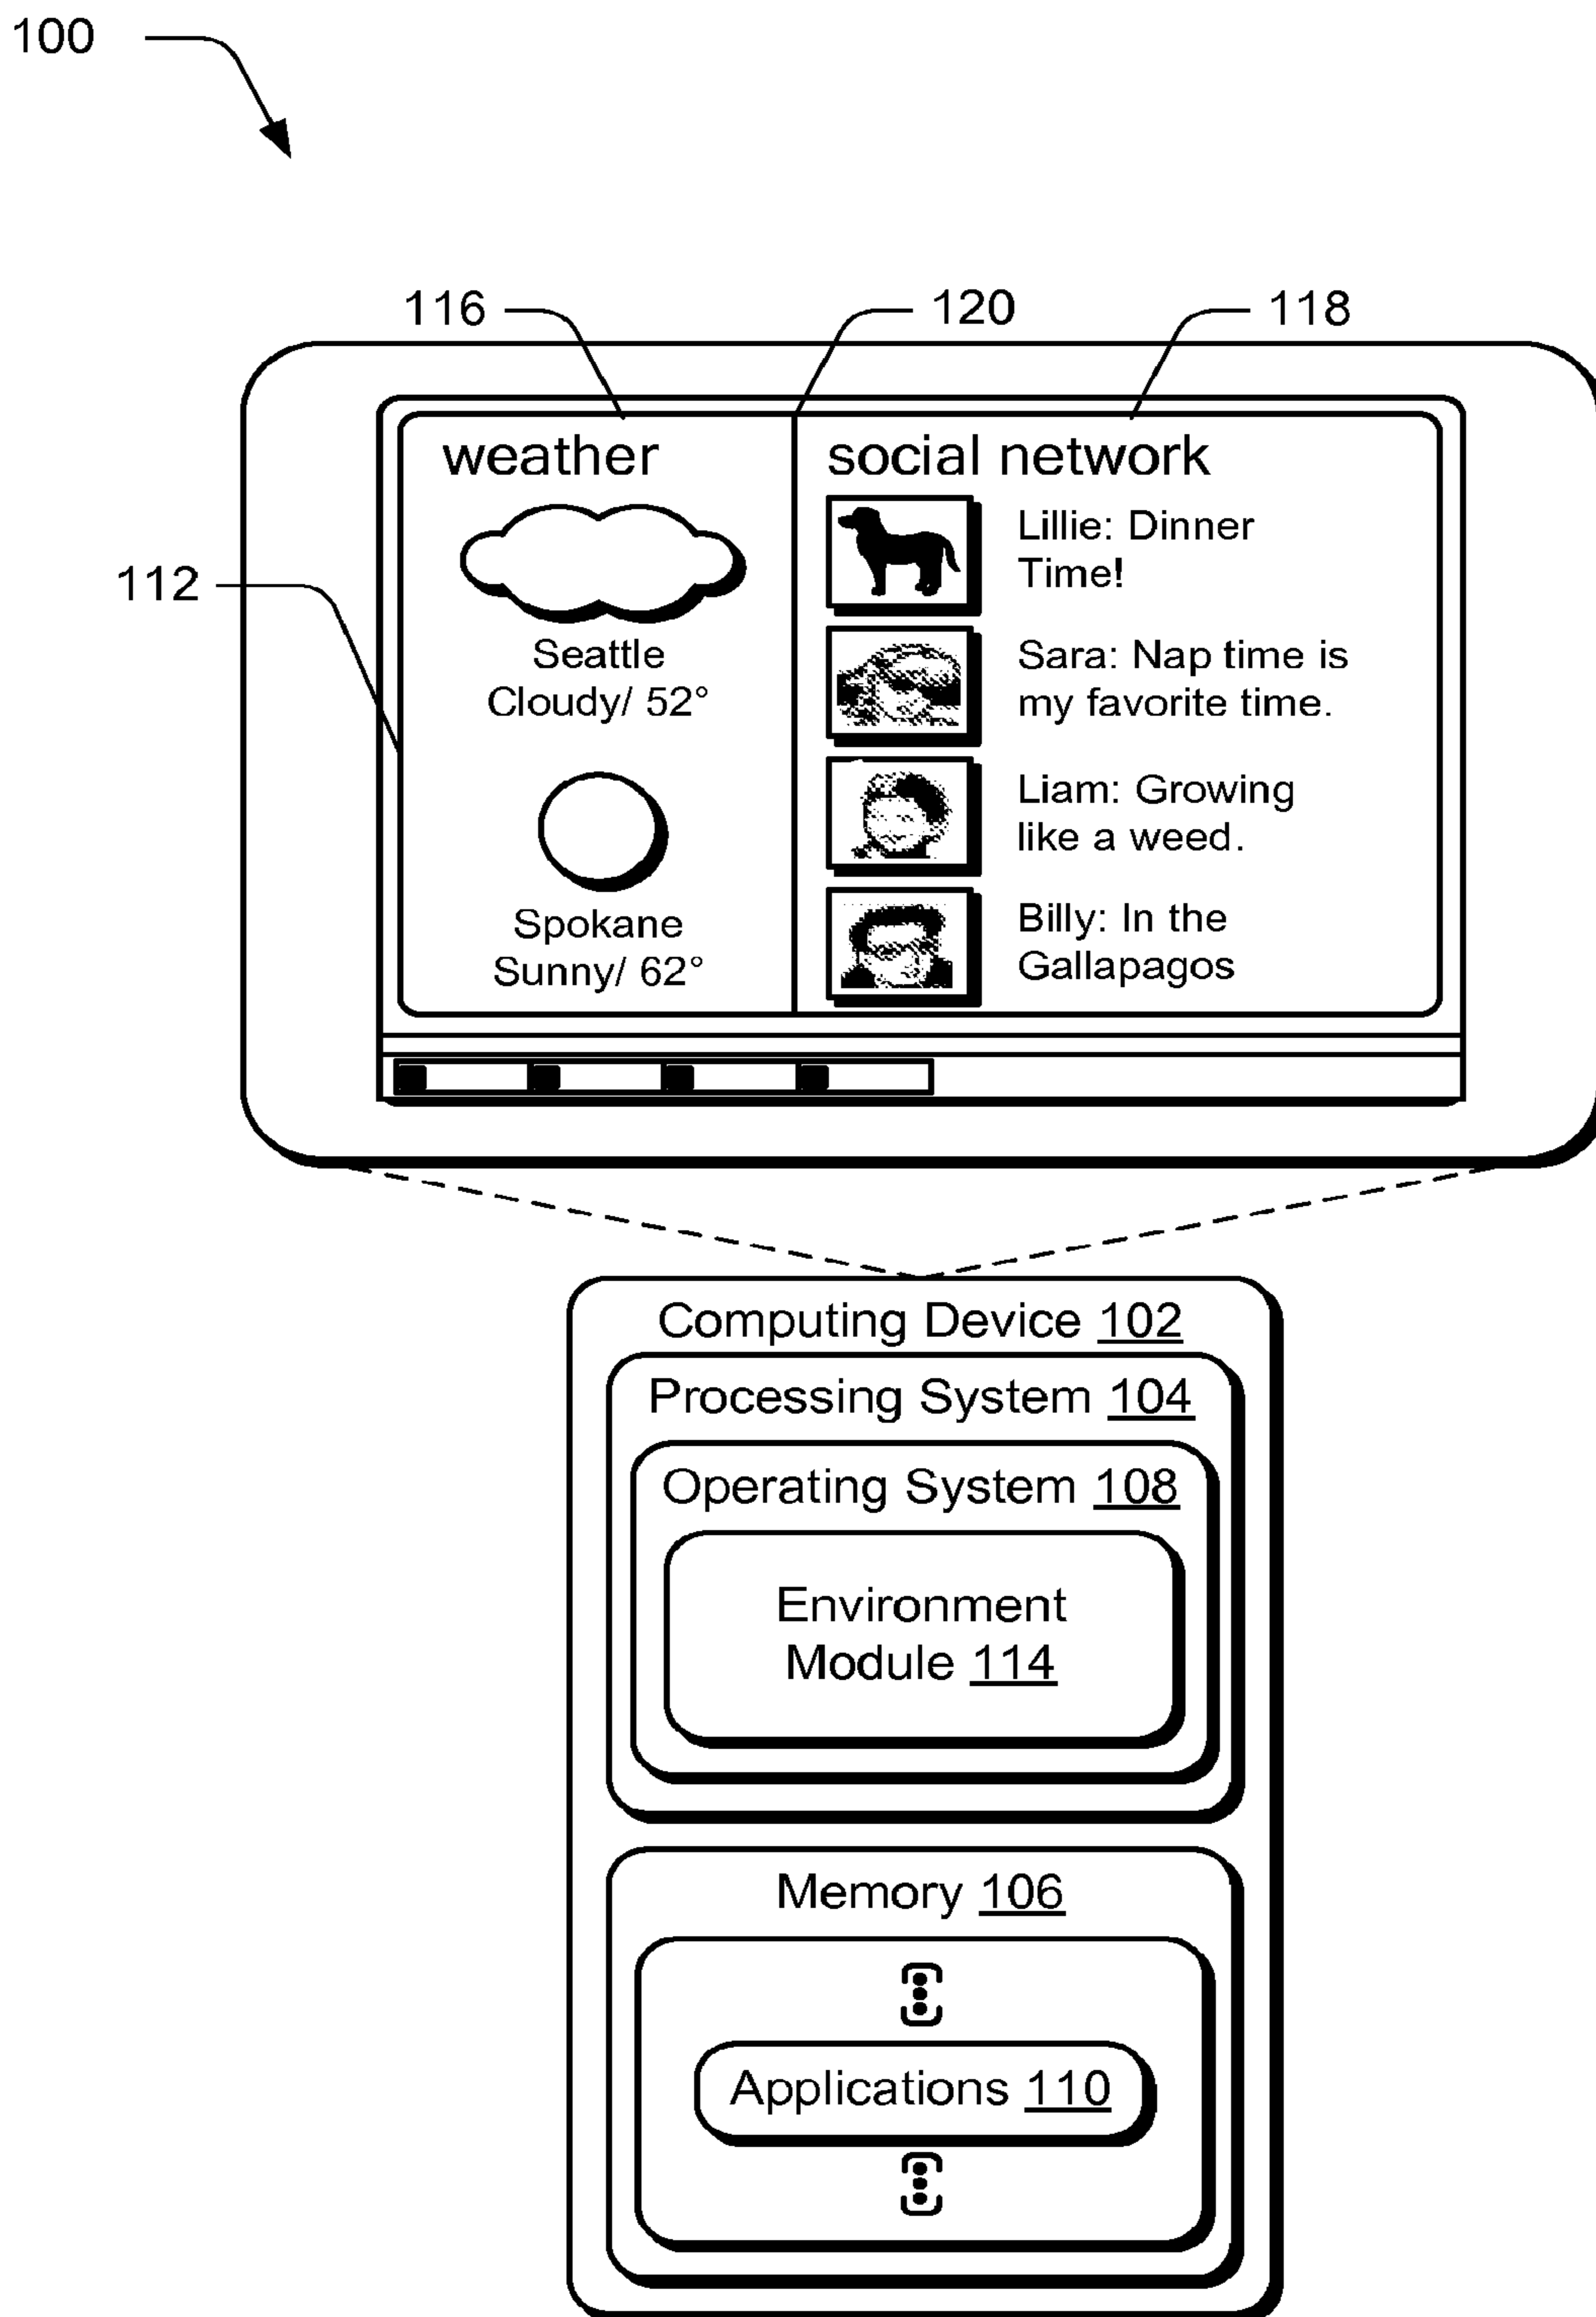 100
116
120
118
weather
social network
112
Lillie: Dinner
Time!
Seattle
Cloudy/ 52°
Sara: Nap time is
my favorite time.
Liam: Growing
like a weed.
Spokane
Sunny/ 62°
Billy: In the
Gallapagos
Computing Device 102
Processing System 104
Operating System 108
Environment
Module 114
Memory 106
Applications 110